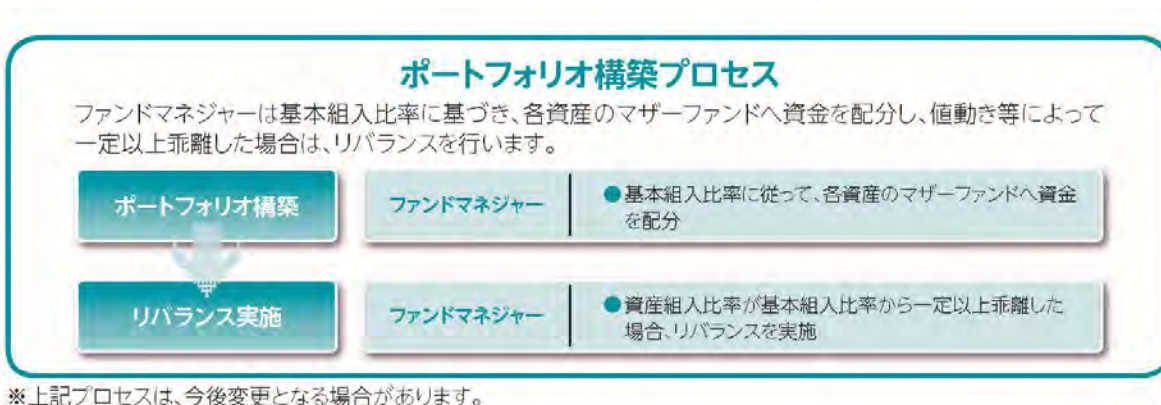 ポートフォリオ構築プロセス
ファンドマネジャーは基本組入比率に基づき、各資産のマザーファンドへ資金を配分し、値動き等によって
一定以上乖離した場合は、リバランスを行います。
ポートフォリオ構築
ファンドマネジャー
●基本組入比率に従って、各資産のマザーファンドへ資金
を配分
リバランス実施
ファンドマネジャー
●資産組入比率が基本組入比率から一定以上乖離した
場合、リバランスを実施
※上記プロセスは、今後変更となる場合があります。